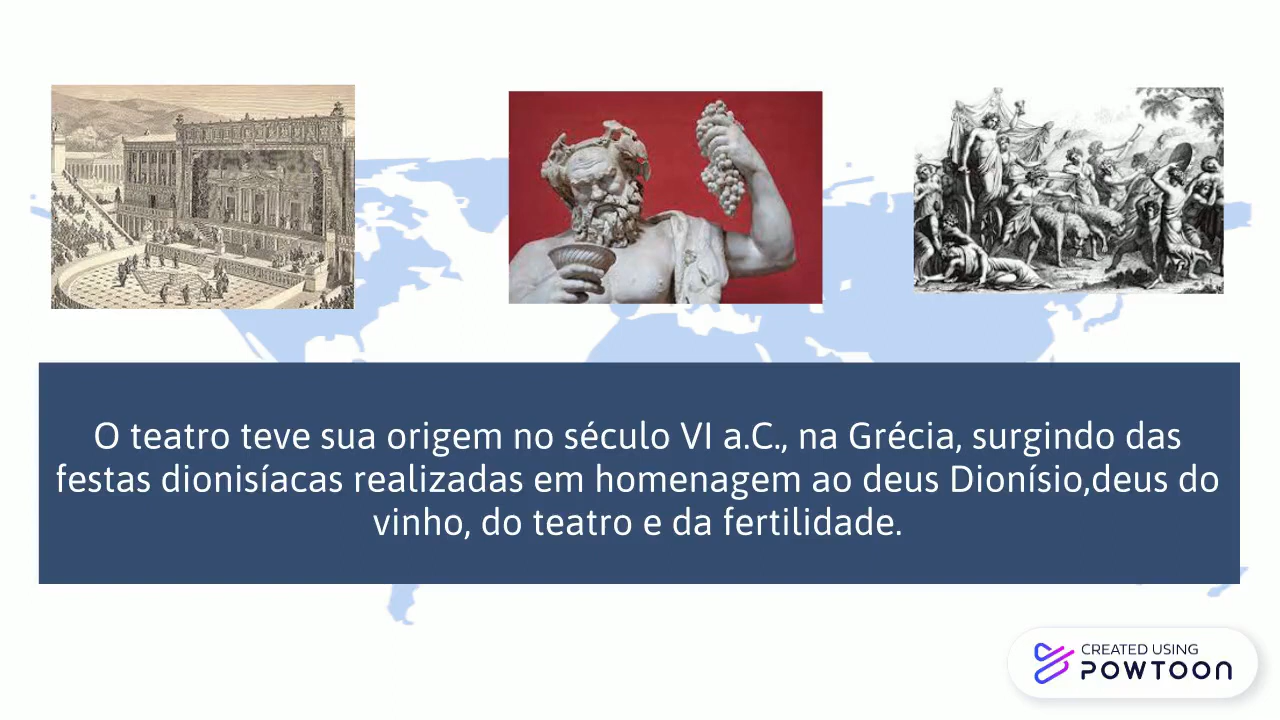 O teatro teve sua origem no século VI a.C., na Grécia, surgindo das
festas dionisíacas realizadas em homenagem ao deus Dionísio,deus do
vinho, do teatro e da fertilidade.
CREATED USING
POWTOON